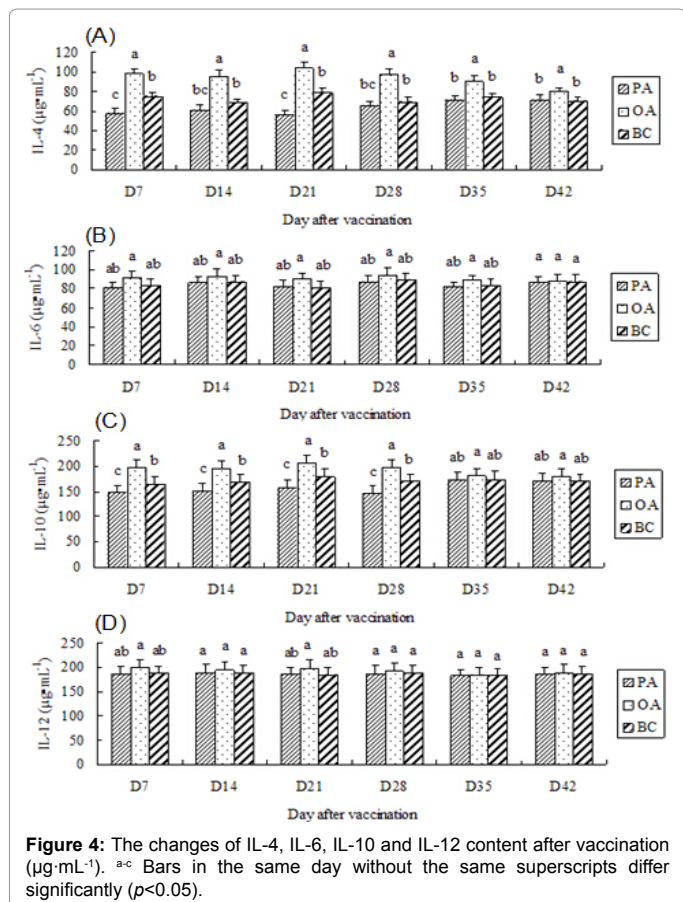 (A)
IL-4 (µg•mL⁻¹)
120
100
80
60
40
20
0
c a b
bc a b
c a b
bc a b
b a b
b a b
PA
OA
BC
D7 D14 D21 D28 D35 D42
Day after vaccination
(B)
IL-6 (µg•mL⁻¹)
120
100
80
60
40
20
0
ab a ab
ab a ab
ab a ab
ab a ab
ab a ab
a a a
PA
OA
BC
D7 D14 D21 D28 D35 D42
Day after vaccination
(C)
IL-10 (µg•mL⁻¹)
250
200
150
100
50
0
c a b
c a b
c a b
c a b
ab a ab
ab a ab
PA
OA
BC
D7 D14 D21 D28 D35 D42
Day after vaccination
(D)
IL-12 (µg•mL⁻¹)
250
200
150
100
50
0
ab a ab
a a a
ab a ab
a a a
a a a
a a a
PA
OA
BC
D7 D14 D21 D28 D35 D42
Day after vaccination
Figure 4: The changes of IL-4, IL-6, IL-10 and IL-12 content after vaccination
(µg·mL⁻¹). a-c Bars in the same day without the same superscripts differ
significantly (p<0.05).